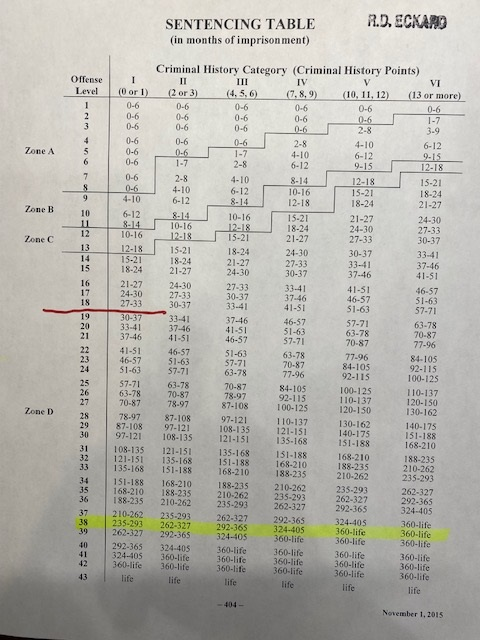 SENTENCING TABLE
R.D. ECKARD
(in months of imprisonment)
Criminal History Category (Criminal History Points)
Offense Level I (0 or 1) II (2 or 3) III (4, 5, 6) IV (7, 8, 9) V (10, 11, 12) VI (13 or more)
1 0-6 0-6 0-6 0-6 0-6 0-6
2 0-6 0-6 0-6 0-6 0-6 1-7
3 0-6 0-6 0-6 0-6 2-8 3-9
4 0-6 0-6 0-6 2-8 4-10 6-12
Zone A 5 0-6 0-6 1-7 4-10 6-12 9-15
6 0-6 1-7 2-8 6-12 9-15 12-18
7 0-6 2-8 4-10 8-14 12-18 15-21
8 0-6 4-10 6-12 10-16 15-21 18-24
9 4-10 6-12 8-14 12-18 18-24 21-27
Zone B 10 6-12 8-14 10-16 15-21 21-27 24-30
11 8-14 10-16 12-18 18-24 24-30 27-33
Zone C 12 10-16 12-18 15-21 21-27 27-33 30-37
13 12-18 15-21 18-24 24-30 30-37 33-41
14 15-21 18-24 21-27 27-33 33-41 37-46
15 18-24 21-27 24-30 30-37 37-46 41-51
16 21-27 24-30 27-33 33-41 41-51 46-57
17 24-30 27-33 30-37 37-46 46-57 51-63
18 27-33 30-37 33-41 41-51 51-63 57-71
19 30-37 33-41 37-46 46-57 57-71 63-78
20 33-41 37-46 41-51 51-63 63-78 70-87
21 37-46 41-51 46-57 57-71 70-87 77-96
22 41-51 46-57 51-63 63-78 77-96 84-105
23 46-57 51-63 57-71 70-87 84-105 92-115
24 51-63 57-71 63-78 77-96 92-115 100-125
25 57-71 63-78 70-87 84-105 100-125 110-137
26 63-78 70-87 78-97 92-115 110-137 120-150
27 70-87 78-97 87-108 100-125 120-150 130-162
Zone D 28 78-97 87-108 97-121 110-137 130-162 140-175
29 87-108 97-121 108-135 121-151 140-175 151-188
30 97-121 108-135 121-151 135-168 151-188 168-210
31 108-135 121-151 135-168 151-188 168-210 188-235
32 121-151 135-168 151-188 168-210 188-235 210-262
33 135-168 151-188 168-210 188-235 210-262 235-293
34 151-188 168-210 188-235 210-262 235-293 262-327
35 168-210 188-235 210-262 235-293 262-327 292-365
36 188-235 210-262 235-293 262-327 292-365 324-405
37 210-262 235-293 262-327 292-365 324-405 360-life
38 235-293 262-327 292-365 324-405 360-life 360-life
39 262-327 292-365 324-405 360-life 360-life 360-life
40 292-365 324-405 360-life 360-life 360-life 360-life
41 324-405 360-life 360-life 360-life 360-life 360-life
42 360-life 360-life 360-life 360-life 360-life 360-life
43 life life life life life life
– 404 –
November 1, 2015